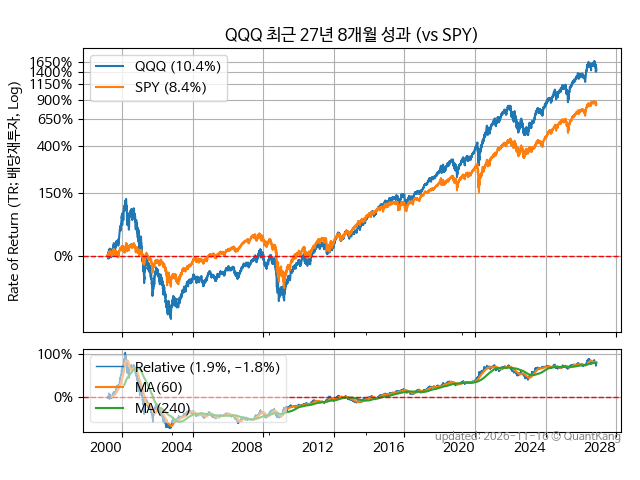 QQQ 최근 27년 8개월 성과 (vs SPY)
Rate of Return (TR; 배당재투자, Log)
1650%
1400%
1150%
900%
650%
400%
150%
0%
QQQ (10.4%)
SPY (8.4%)
100%
0%
Relative (1.9%, −1.8%)
MA(60)
MA(240)
2000 2004 2008 2012 2016 2020 2024 2028
updated: 2026-11-16 © QuantKang